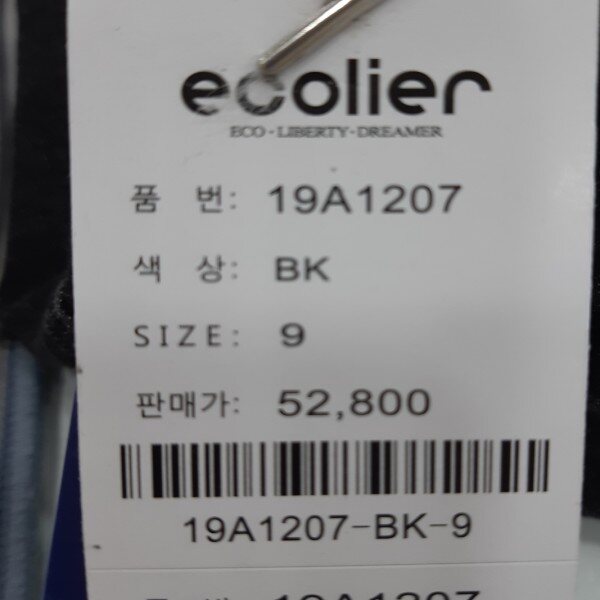 ecolier
ECO·LIBERTY·DREAMER
품 번: 19A1207
색 상: BK
SIZE: 9
판매가: 52,800
19A1207-BK-9